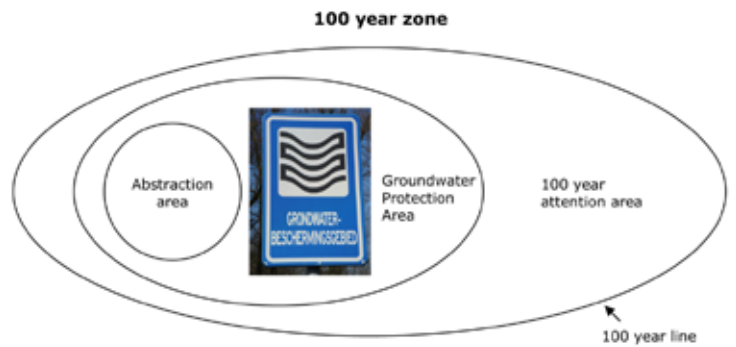 100 year zone
Abstraction
area
GRONDWATER-
BESCHERMINGSGEBIED
Groundwater
Protection
Area
100 year
attention area
100 year line